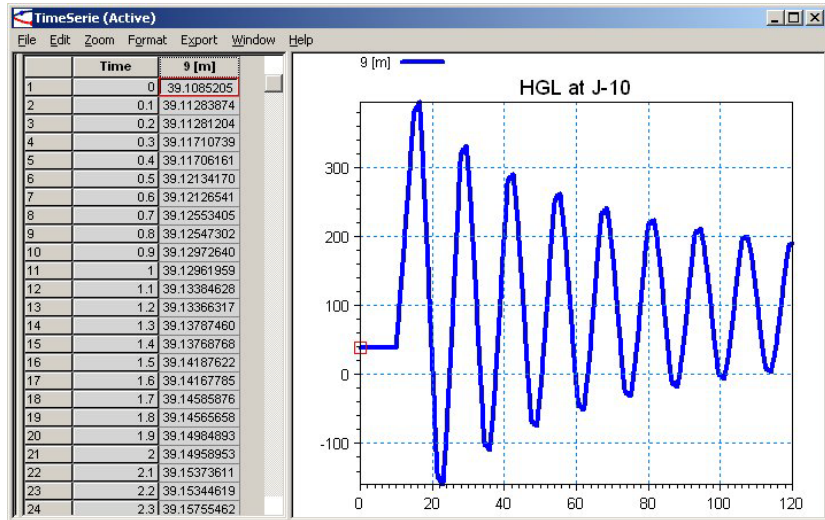 TimeSerie (Active)
File Edit Zoom Format Export Window Help
Time 9 [m]
1 0 39.1085205
2 0.1 39.11283874
3 0.2 39.11281204
4 0.3 39.11710739
5 0.4 39.11706161
6 0.5 39.12134170
7 0.6 39.12126541
8 0.7 39.12553405
9 0.8 39.12547302
10 0.9 39.12972640
11 1 39.12961959
12 1.1 39.13384628
13 1.2 39.13366317
14 1.3 39.13787460
15 1.4 39.13768768
16 1.5 39.14187622
17 1.6 39.14167785
18 1.7 39.14585876
19 1.8 39.14565658
20 1.9 39.14984893
21 2 39.14958953
22 2.1 39.15373611
23 2.2 39.15344619
24 2.3 39.15755462
9 [m]
HGL at J-10
300
200
100
0
-100
0 20 40 60 80 100 120